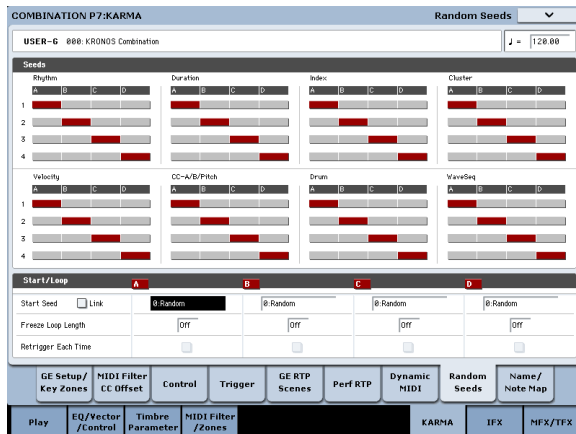 COMBINATION P7:KARMA Random Seeds
USER-G 000: KRONOS Combination ♩ = 120.00
Seeds
Rhythm Duration Index Cluster
A B C D A B C D A B C D A B C D
1
2
3
4
Velocity CC-A/B/Pitch Drum WaveSeq
A B C D A B C D A B C D A B C D
1
2
3
4
Start/Loop A B C D
Start Seed Link 0:Random 0:Random 0:Random 0:Random
Freeze Loop Length Off Off Off Off
Retrigger Each Time
GE Setup/ Key Zones MIDI Filter CC Offset Control Trigger GE RTP Scenes Perf RTP Dynamic MIDI Random Seeds Name/ Note Map
Play EQ/Vector /Control Timbre Parameter MIDI Filter /Zones KARMA IFX MFX/TFX